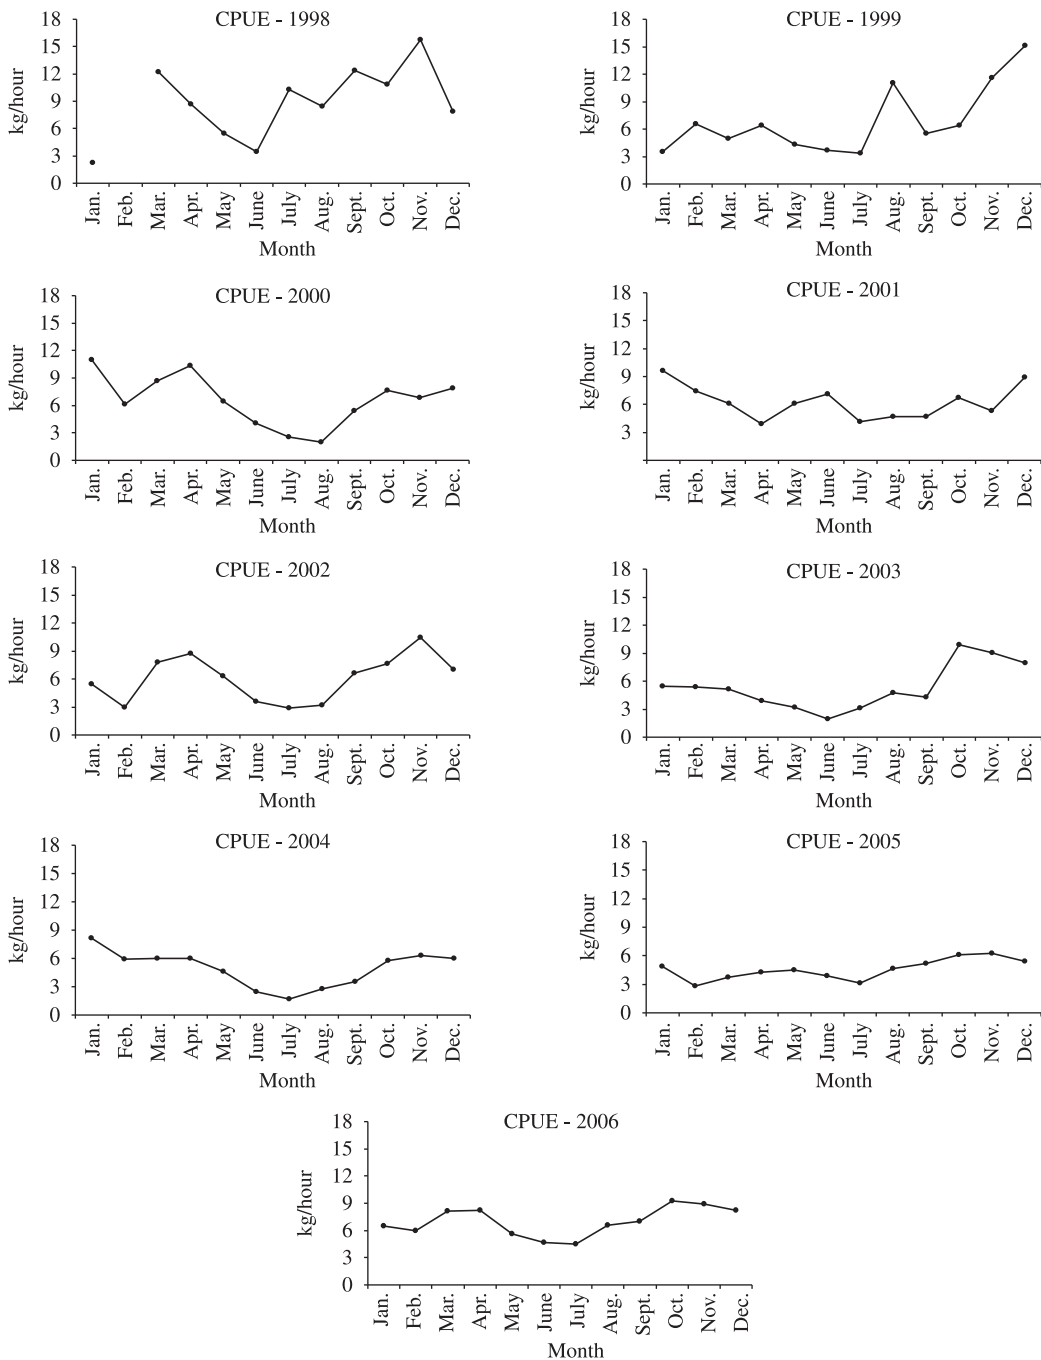 CPUE - 1998
18
15
12
9
6
3
0
kg/hour
Jan.
Feb.
Mar.
Apr.
May
June
July
Aug.
Sept.
Oct.
Nov.
Dec.
Month
CPUE - 1999
18
15
12
9
6
3
0
kg/hour
Jan.
Feb.
Mar.
Apr.
May
June
July
Aug.
Sept.
Oct.
Nov.
Dec.
Month
CPUE - 2000
18
15
12
9
6
3
0
kg/hour
Jan.
Feb.
Mar.
Apr.
May
June
July
Aug.
Sept.
Oct.
Nov.
Dec.
Month
CPUE - 2001
18
15
12
9
6
3
kg/hour
Jan.
Feb.
Mar.
Apr.
May
June
July
Aug.
Sept.
Oct.
Nov.
Dec.
Month
CPUE - 2002
18
15
12
9
6
3
0
kg/hour
Jan.
Feb.
Mar.
Apr.
May
June
July
Aug.
Sept.
Oct.
Nov.
Dec.
Month
CPUE - 2003
18
15
12
9
6
3
0
kg/hour
Jan.
Feb.
Mar.
Apr.
May
June
July
Aug.
Sept.
Oct.
Nov.
Dec.
Month
CPUE - 2004
18
15
12
9
6
3
0
kg/hour
Jan.
Feb.
Mar.
Apr.
May
June
July
Aug.
Sept.
Oct.
Nov.
Dec.
Month
CPUE - 2005
18
15
12
9
6
3
0
kg/hour
Jan.
Feb.
Mar.
Apr.
May
June
July
Aug.
Sept.
Oct.
Nov.
Dec.
Month
CPUE - 2006
18
15
12
9
6
3
0
kg/hour
Jan.
Feb.
Mar.
Apr.
May
June
July
Aug.
Sept.
Oct.
Nov.
Dec.
Month